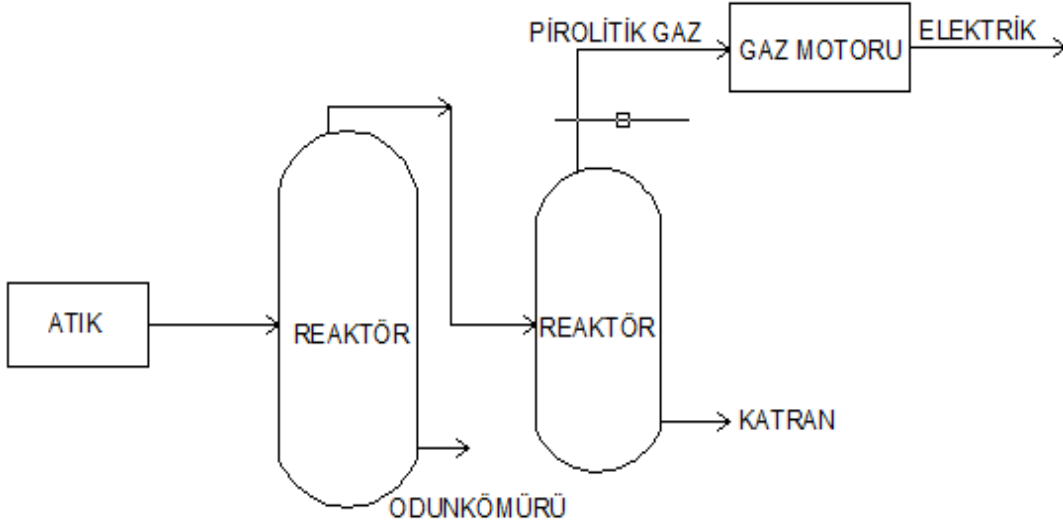 PİROLİTİK GAZ
GAZ MOTORU
ELEKTRİK
ATIK
REAKTÖR
REAKTÖR
KATRAN
ODUNKÖMÜRÜ